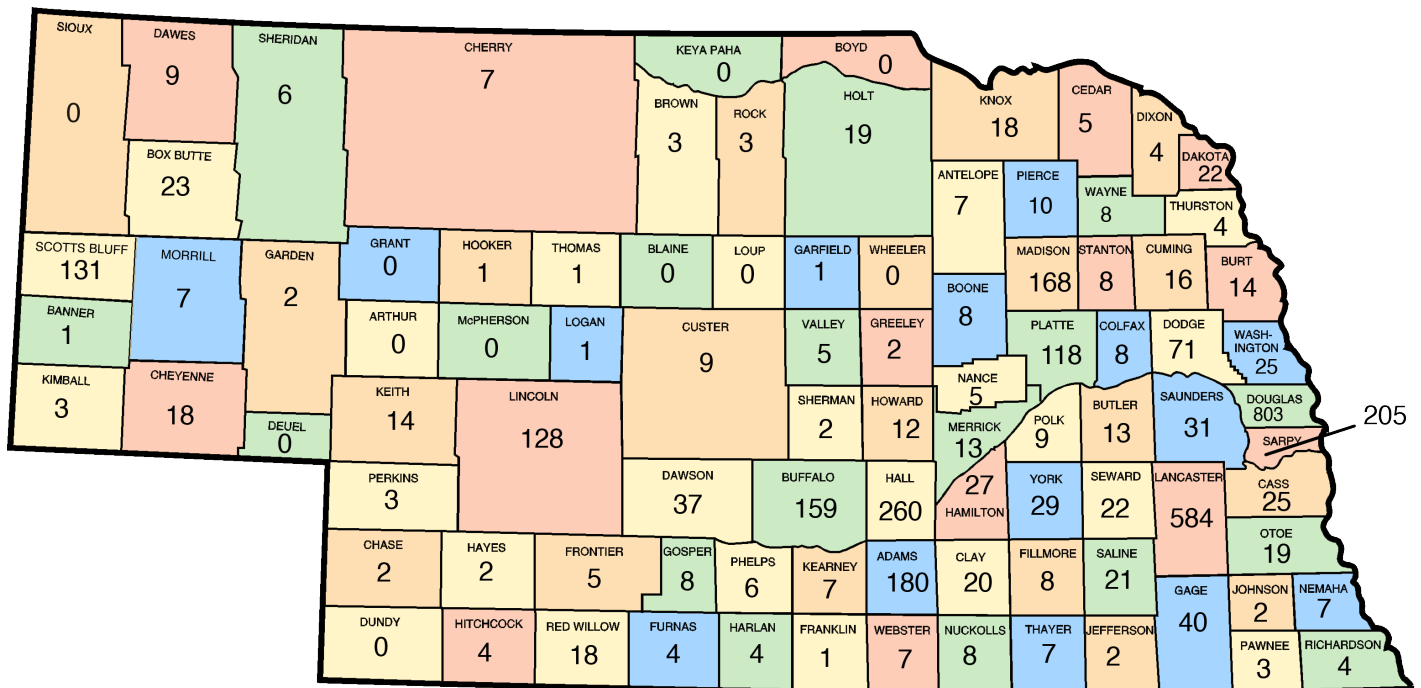 SIOUX
0
DAWES
9
SHERIDAN
6
CHERRY
7
KEYA PAHA
0
BOYD
0
BOX BUTTE
23
BROWN
3
ROCK
3
HOLT
19
KNOX
18
CEDAR
5
DIXON
4
DAKOTA
22
ANTELOPE
7
PIERCE
10
WAYNE
8
THURSTON
4
SCOTTS BLUFF
131
MORRILL
7
GARDEN
2
GRANT
0
HOOKER
1
THOMAS
1
BLAINE
0
LOUP
0
GARFIELD
1
WHEELER
0
MADISON
168
STANTON
8
CUMING
16
BURT
14
BANNER
1
BOONE
8
ARTHUR
0
McPHERSON
0
LOGAN
1
CUSTER
9
VALLEY
5
GREELEY
2
PLATTE
118
COLFAX
8
DODGE
71
WASH-
INGTON
25
KIMBALL
3
CHEYENNE
18
DEUEL
0
KEITH
14
LINCOLN
128
SHERMAN
2
HOWARD
12
NANCE
5
MERRICK
13
POLK
9
BUTLER
13
SAUNDERS
31
DOUGLAS
803
SARPY
205
PERKINS
3
DAWSON
37
BUFFALO
159
HALL
260
27
HAMILTON
YORK
29
SEWARD
22
LANCASTER
584
CASS
25
OTOE
19
CHASE
2
HAYES
2
FRONTIER
5
GOSPER
8
PHELPS
6
KEARNEY
7
ADAMS
180
CLAY
20
FILLMORE
8
SALINE
21
GAGE
40
JOHNSON
2
NEMAHA
7
DUNDY
0
HITCHCOCK
4
RED WILLOW
18
FURNAS
4
HARLAN
4
FRANKLIN
1
WEBSTER
7
NUCKOLLS
8
THAYER
7
JEFFERSON
2
PAWNEE
3
RICHARDSON
4